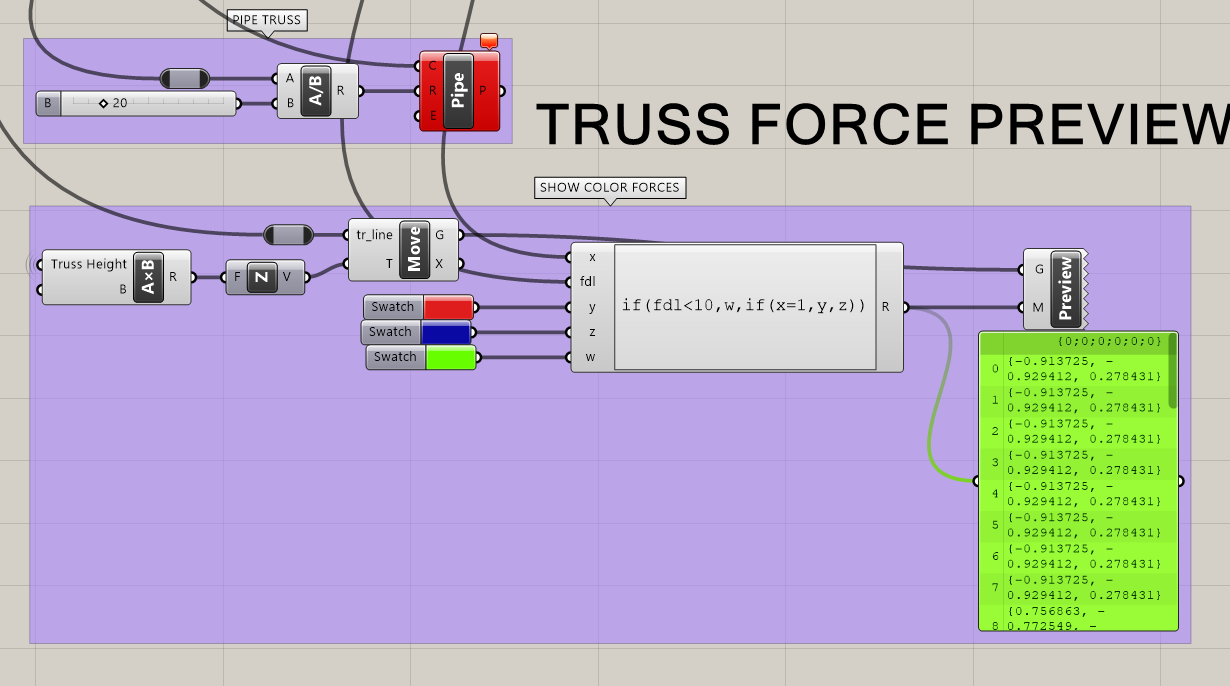 PIPE TRUSS
A
B
A/B
R
B
20
C
R
E
Pipe
P
TRUSS FORCE PREVIEW
SHOW COLOR FORCES
Truss Height
B
A×B
R
F
Z
V
tr_line
T
Move
G
X
Swatch
Swatch
Swatch
x
fdl
y
z
w
if(fdl<10,w,if(x=1,y,z))
R
G
M
Preview
{0;0;0;0;0;0}
0 {-0.913725, -
0.929412, 0.278431}
1 {-0.913725, -
0.929412, 0.278431}
2 {-0.913725, -
0.929412, 0.278431}
3 {-0.913725, -
0.929412, 0.278431}
4 {-0.913725, -
0.929412, 0.278431}
5 {-0.913725, -
0.929412, 0.278431}
6 {-0.913725, -
0.929412, 0.278431}
7 {-0.913725, -
0.929412, 0.278431}
8 {0.756863, -
0.772549, -